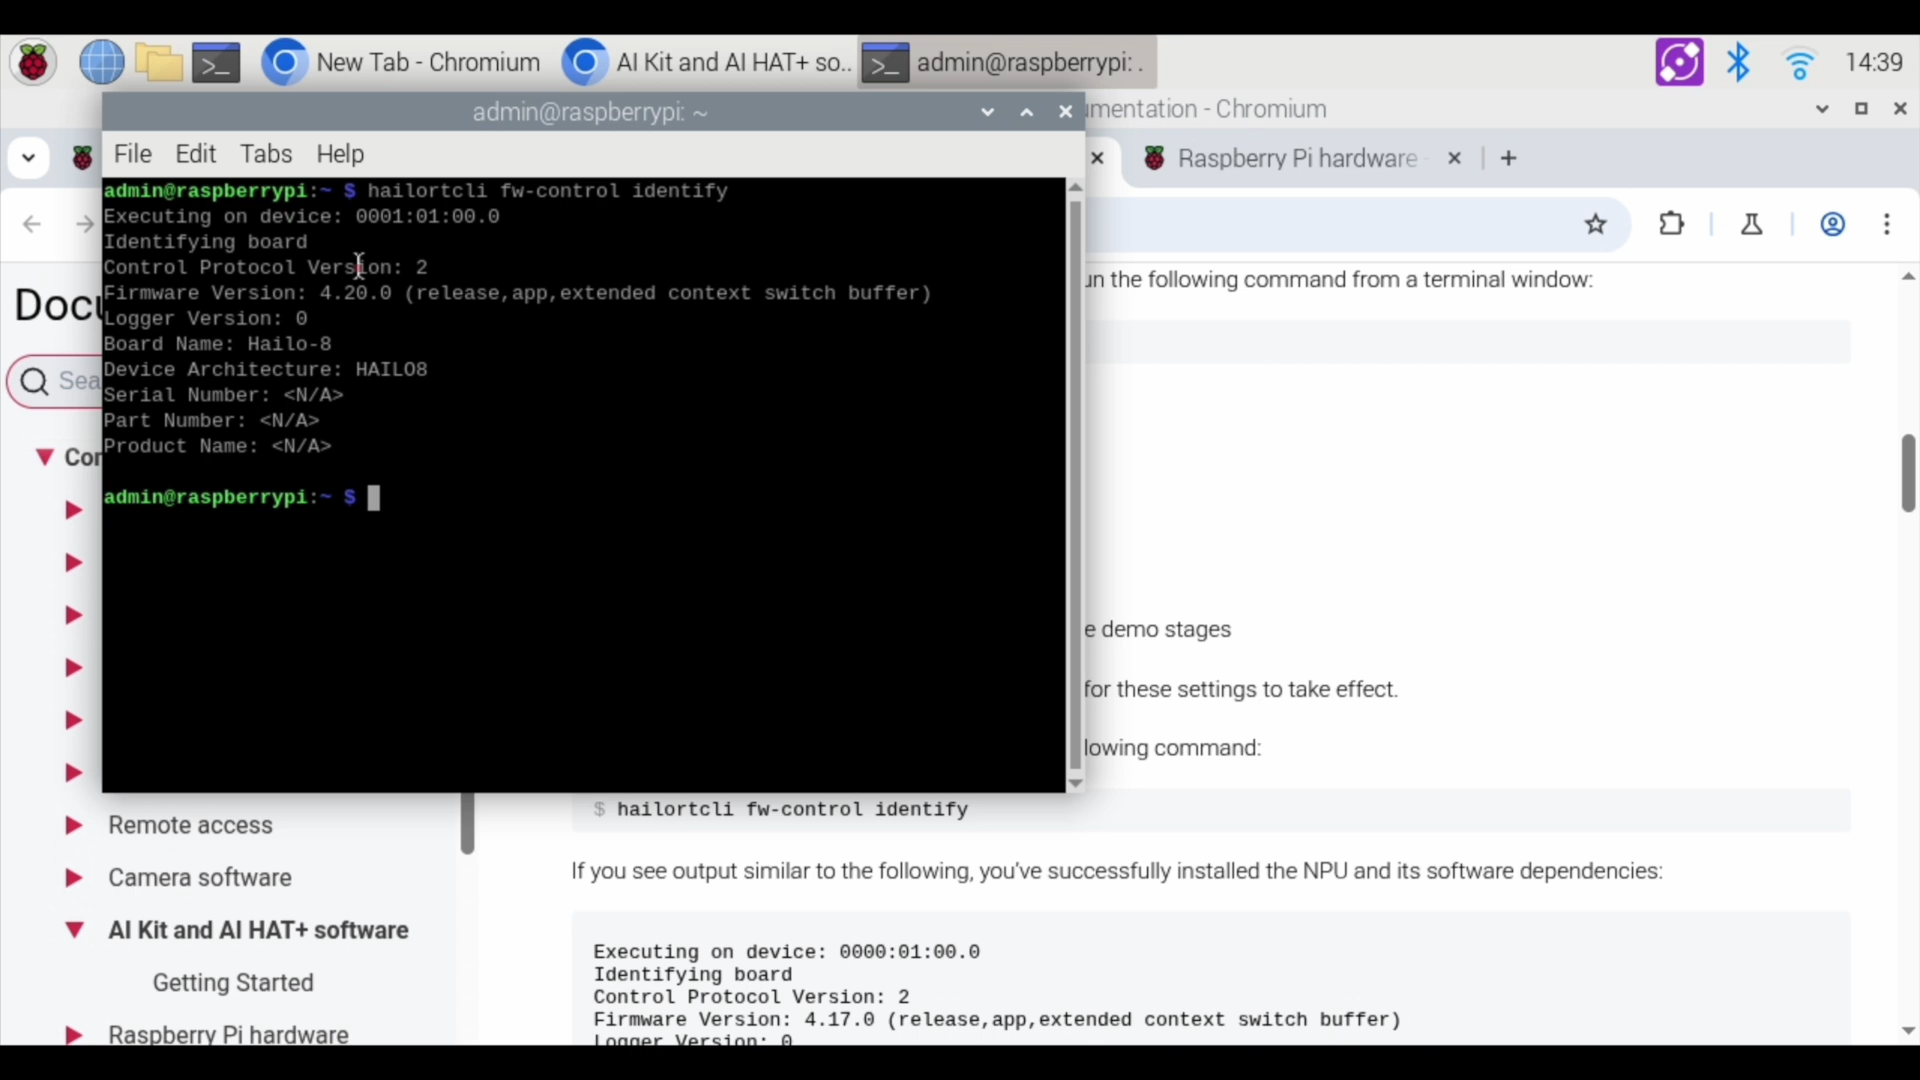 New Tab - Chromium
AI Kit and AI HAT+ so..
admin@raspberrypi: .
14:39
admin@raspberrypi: ~
umentation - Chromium
File Edit Tabs Help
Raspberry Pi hardware
admin@raspberrypi:~ $ hailortcli fw-control identify
Executing on device: 0001:01:00.0
Identifying board
Control Protocol Version: 2
Firmware Version: 4.20.0 (release,app,extended context switch buffer)
Logger Version: 0
Board Name: Hailo-8
Device Architecture: HAILO8
Serial Number: <N/A>
Part Number: <N/A>
Product Name: <N/A>
admin@raspberrypi:~ $
un the following command from a terminal window:
Docu
Sea
Con
e demo stages
for these settings to take effect.
lowing command:
$ hailortcli fw-control identify
If you see output similar to the following, you've successfully installed the NPU and its software dependencies:
Executing on device: 0000:01:00.0
Identifying board
Control Protocol Version: 2
Firmware Version: 4.17.0 (release,app,extended context switch buffer)
Logger Version: 0
Remote access
Camera software
AI Kit and AI HAT+ software
Getting Started
Raspberry Pi hardware